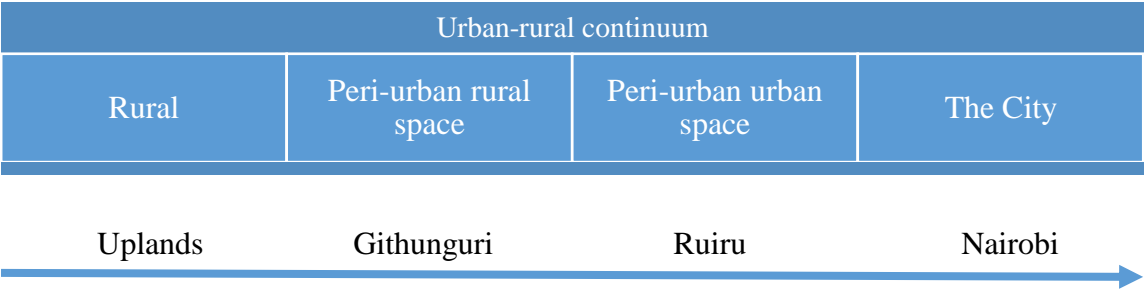 Urban-rural continuum
Rural
Peri-urban rural
space
Peri-urban urban
space
The City
Uplands Githunguri Ruiru Nairobi